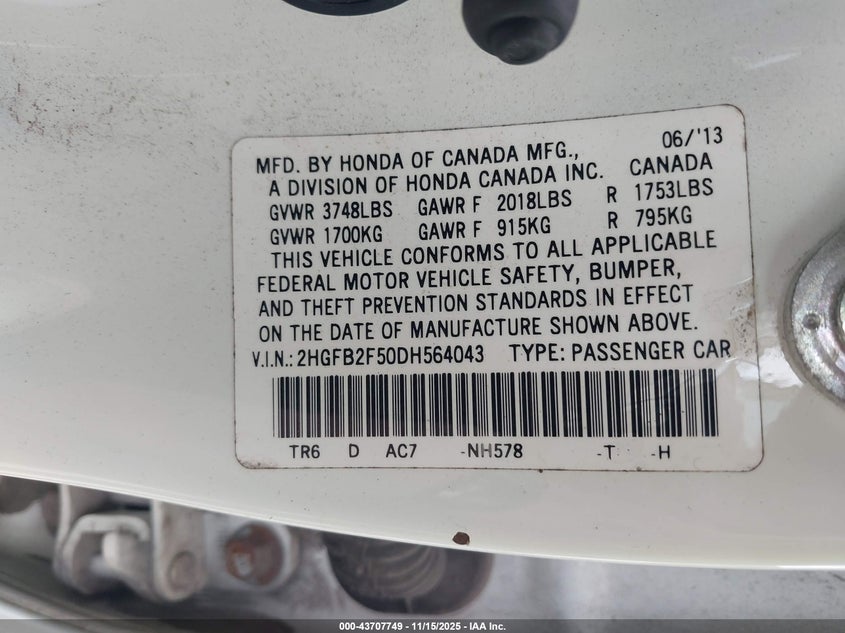 06/'13
MFD. BY HONDA OF CANADA MFG.,
A DIVISION OF HONDA CANADA INC. CANADA
GVWR 3748LBS GAWR F 2018LBS R 1753LBS
GVWR 1700KG GAWR F 915KG R 795KG
THIS VEHICLE CONFORMS TO ALL APPLICABLE
FEDERAL MOTOR VEHICLE SAFETY, BUMPER,
AND THEFT PREVENTION STANDARDS IN EFFECT
ON THE DATE OF MANUFACTURE SHOWN ABOVE.
V.I.N.: 2HGFB2F50DH564043 TYPE: PASSENGER CAR
TR6 D AC7 -NH578 -T -H
000-43707749 - 11/15/2025 - IAA Inc.